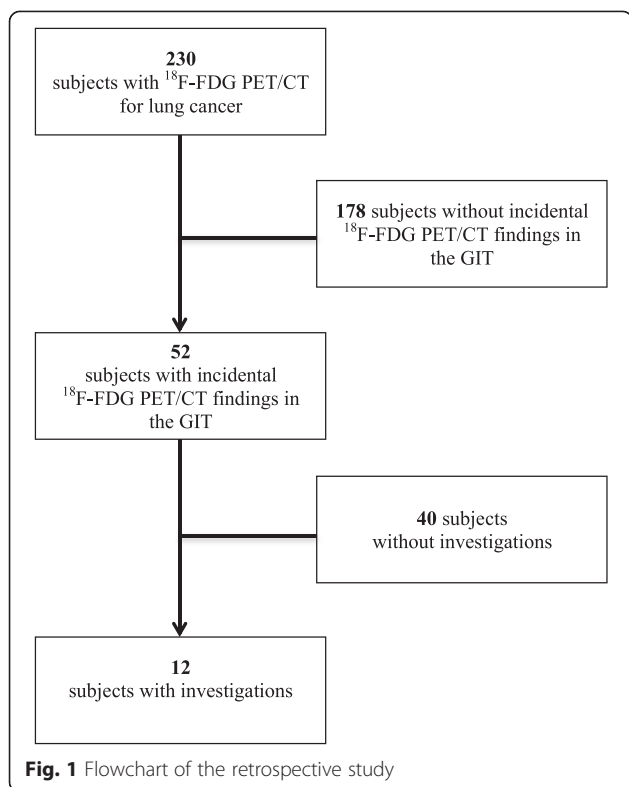 230
subjects with ¹⁸F-FDG PET/CT
for lung cancer
178 subjects without incidental
¹⁸F-FDG PET/CT findings in
the GIT
52
subjects with incidental
¹⁸F-FDG PET/CT findings in
the GIT
40 subjects
without investigations
12
subjects with investigations
Fig. 1 Flowchart of the retrospective study